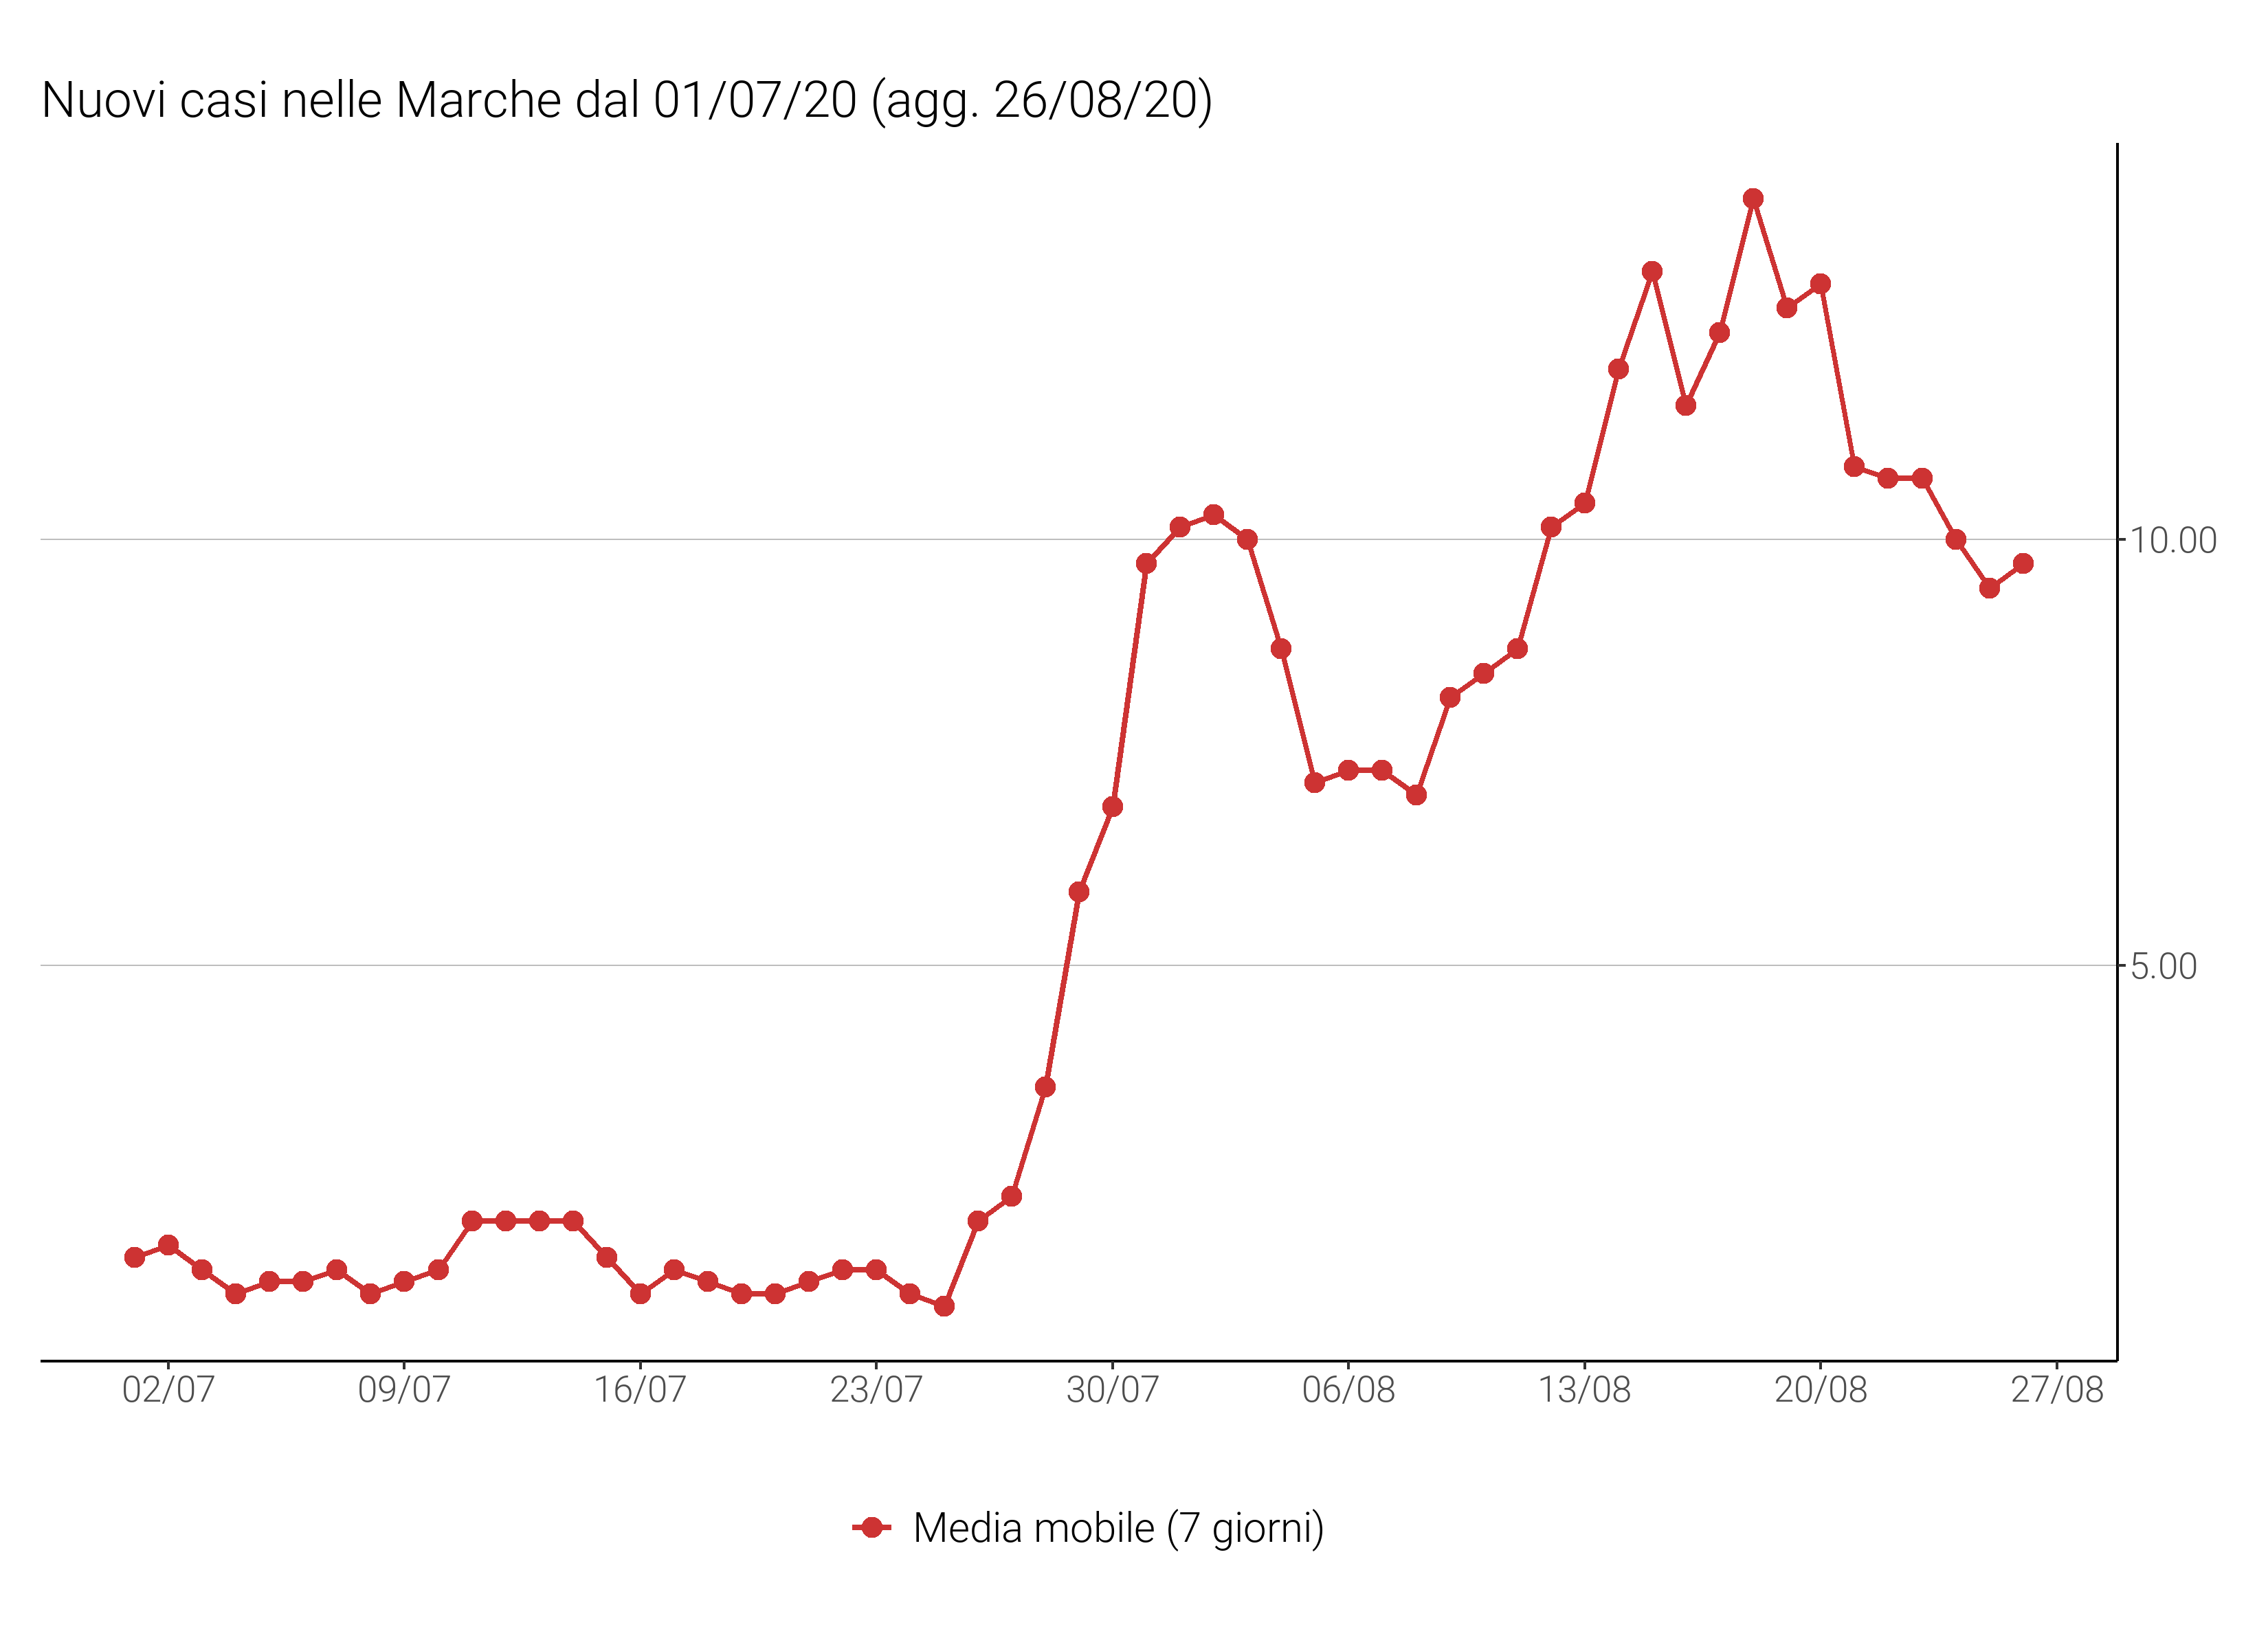 Nuovi casi nelle Marche dal 01/07/20 (agg. 26/08/20)
10.00
5.00
02/07 09/07 16/07 23/07 30/07 06/08 13/08 20/08 27/08
Media mobile (7 giorni)